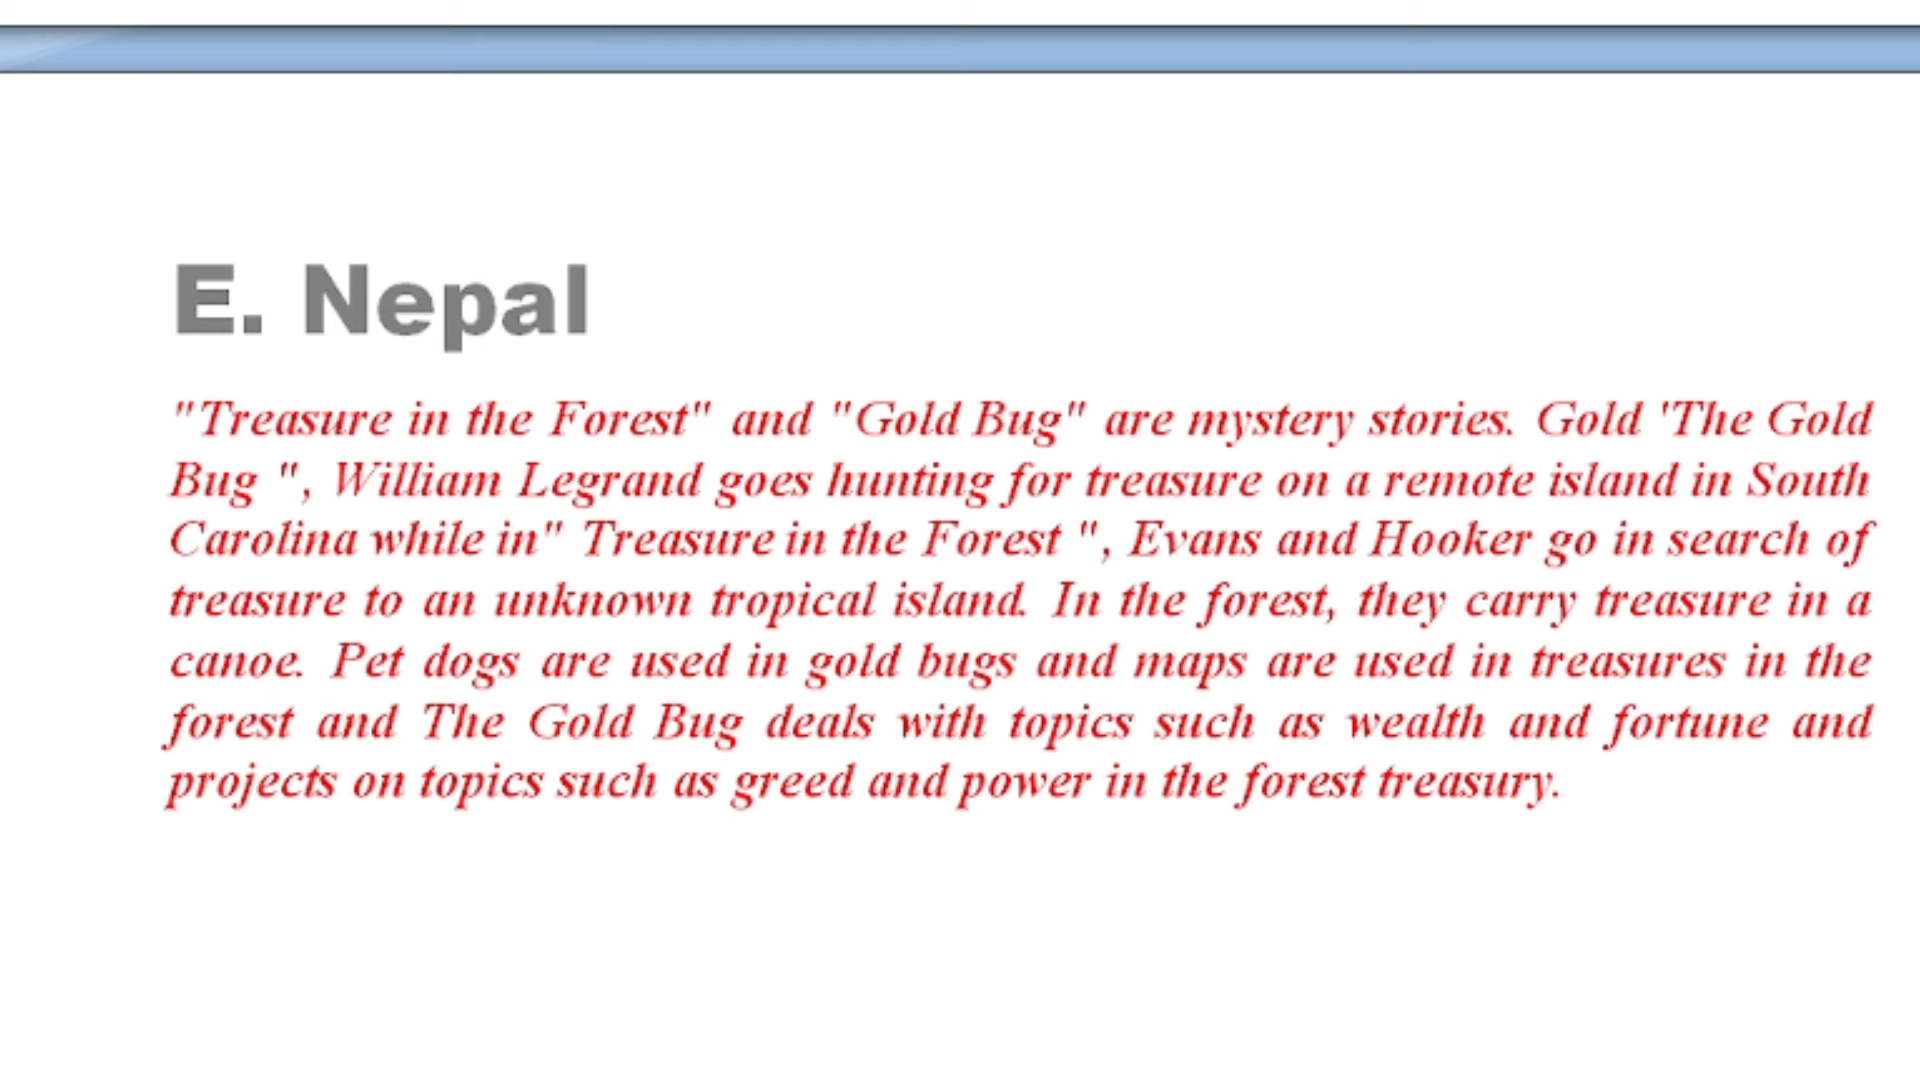 E. Nepal
"Treasure in the Forest" and "Gold Bug" are mystery stories. Gold 'The Gold
Bug ", William Legrand goes hunting for treasure on a remote island in South
Carolina while in" Treasure in the Forest ", Evans and Hooker go in search of
treasure to an unknown tropical island. In the forest, they carry treasure in a
canoe. Pet dogs are used in gold bugs and maps are used in treasures in the
forest and The Gold Bug deals with topics such as wealth and fortune and
projects on topics such as greed and power in the forest treasury.